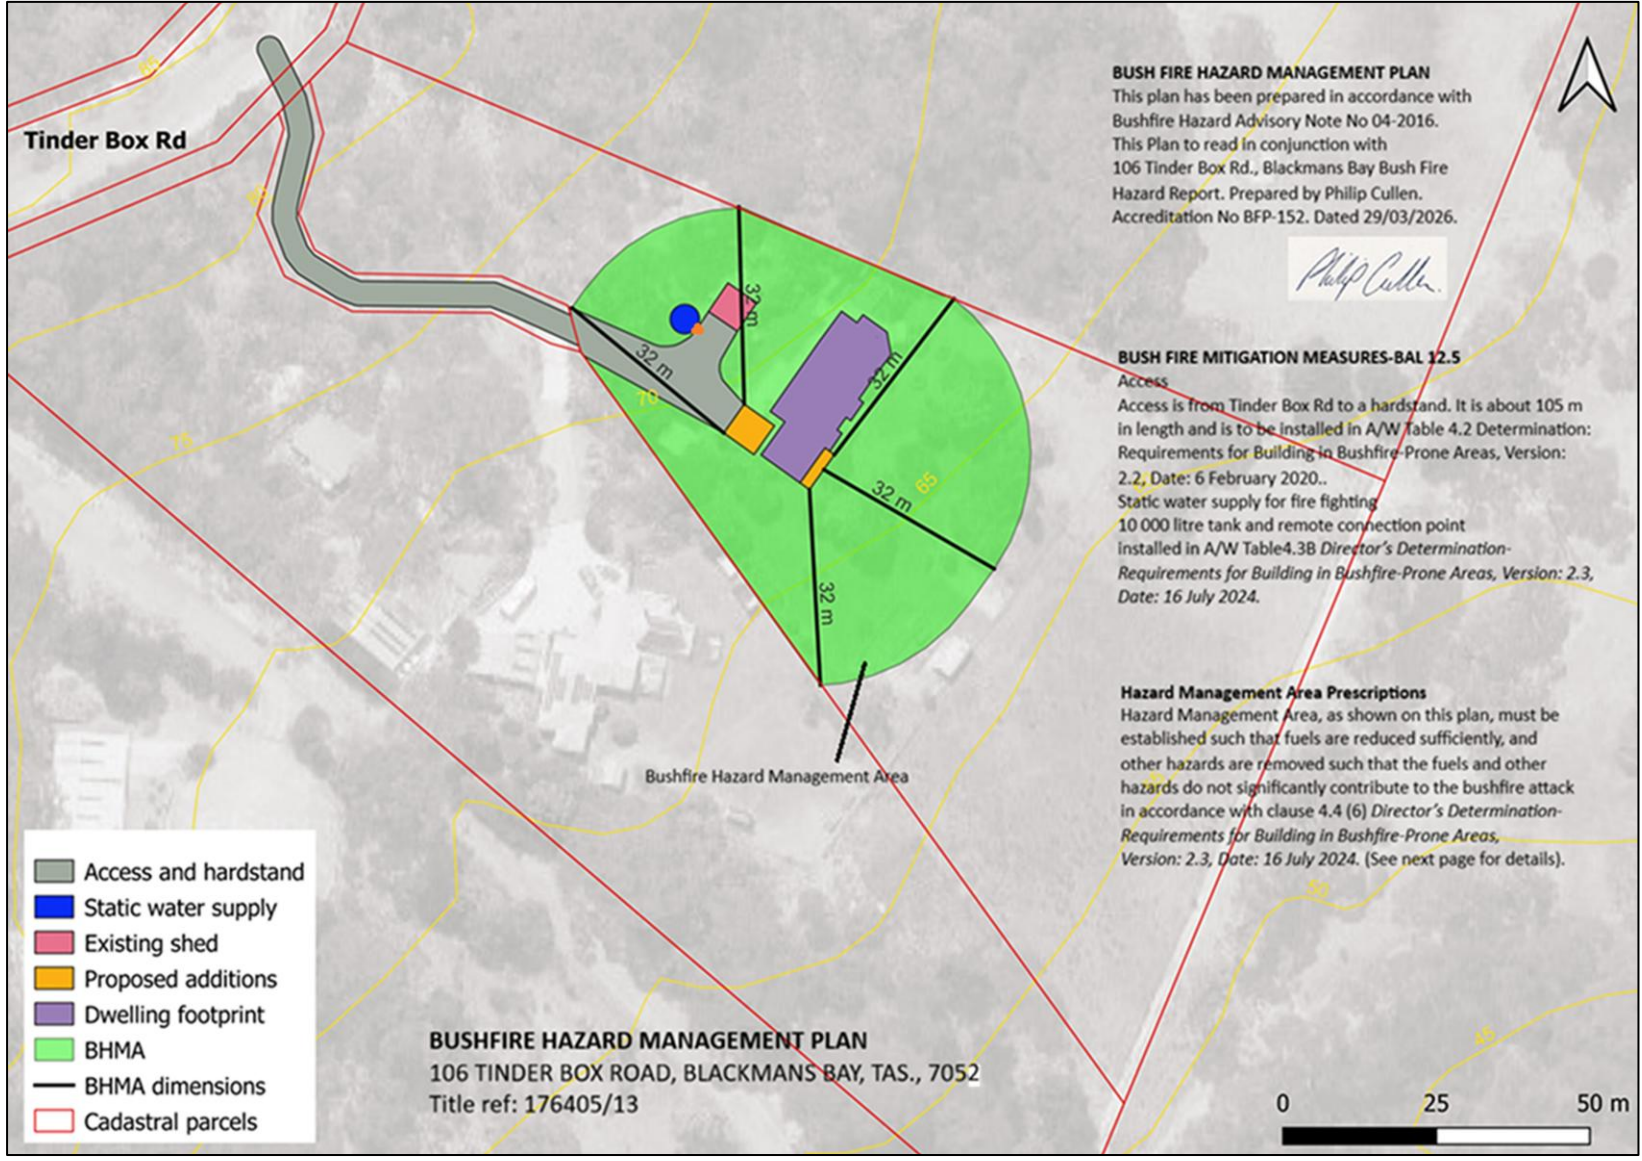 85
Tinder Box Rd
80
BUSH FIRE HAZARD MANAGEMENT PLAN
This plan has been prepared in accordance with
Bushfire Hazard Advisory Note No 04-2016.
This Plan to read in conjunction with
106 Tinder Box Rd., Blackmans Bay Bush Fire
Hazard Report. Prepared by Philip Cullen.
Accreditation No BFP-152. Dated 29/03/2026.
Philip Cullen.
BUSH FIRE MITIGATION MEASURES-BAL 12.5
Access
Access is from Tinder Box Rd to a hardstand. It is about 105 m
in length and is to be installed in A/W Table 4.2 Determination:
Requirements for Building in Bushfire-Prone Areas, Version:
2.2, Date: 6 February 2020..
Static water supply for fire fighting
10 000 litre tank and remote connection point
installed in A/W Table4.3B Director's Determination-
Requirements for Building in Bushfire-Prone Areas, Version: 2.3,
Date: 16 July 2024.
Hazard Management Area Prescriptions
Hazard Management Area, as shown on this plan, must be
established such that fuels are reduced sufficiently, and
other hazards are removed such that the fuels and other
hazards do not significantly contribute to the bushfire attack
in accordance with clause 4.4 (6) Director's Determination-
Requirements for Building in Bushfire-Prone Areas,
Version: 2.3, Date: 16 July 2024. (See next page for details).
32 m
32 m
32 m
32 m
32 m
70
75
65
50
45
Bushfire Hazard Management Area
Access and hardstand
Static water supply
Existing shed
Proposed additions
Dwelling footprint
BHMA
BHMA dimensions
Cadastral parcels
BUSHFIRE HAZARD MANAGEMENT PLAN
106 TINDER BOX ROAD, BLACKMANS BAY, TAS., 7052
Title ref: 176405/13
0 25 50 m